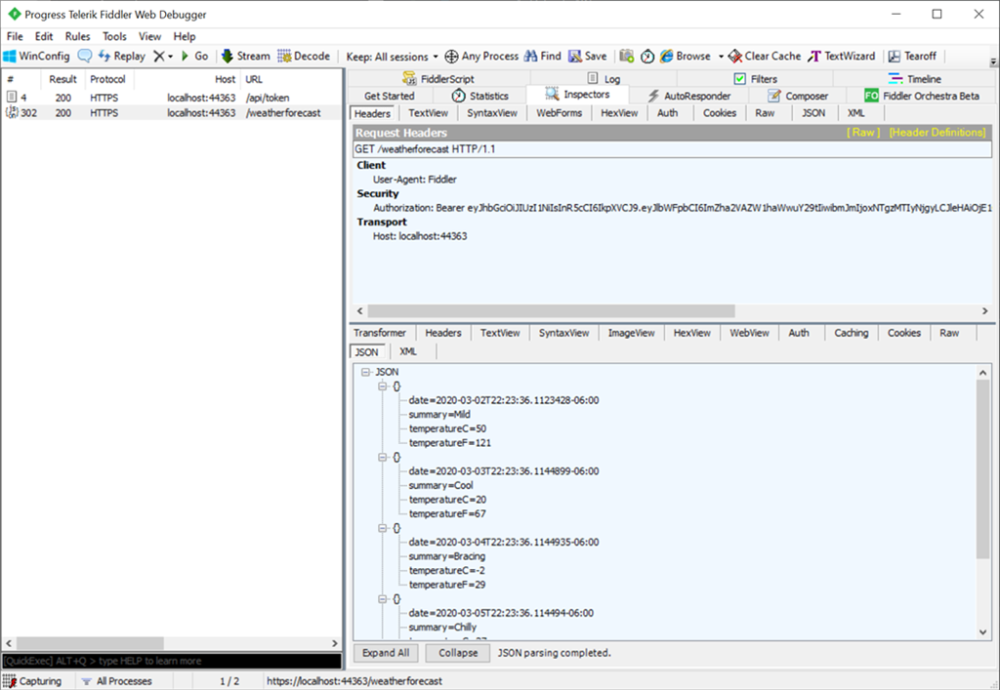 Progress Telerik Fiddler Web Debugger
File Edit Rules Tools View Help
WinConfig Replay Go Stream Decode Keep: All sessions Any Process Find Save Browse Clear Cache TextWizard Tearoff
# Result Protocol Host URL
4 200 HTTPS localhost:44363 /api/token
302 200 HTTPS localhost:44363 /weatherforecast
FiddlerScript Log Filters Timeline
Get Started Statistics Inspectors AutoResponder Composer FO Fiddler Orchestra Beta
Headers TextView SyntaxView WebForms HexView Auth Cookies Raw JSON XML
Request Headers [ Raw ] [Header Definitions]
GET /weatherforecast HTTP/1.1
Client
User-Agent: Fiddler
Security
Authorization: Bearer
Transport
Host: localhost:44363
Transformer Headers TextView SyntaxView ImageView HexView WebView Auth Caching Cookies Raw
JSON XML
JSON
{}
date=2020-03-02T22:23:36.1123428-06:00
summary=Mild
temperatureC=50
temperatureF=121
{}
date=2020-03-03T22:23:36.1144899-06:00
summary=Cool
temperatureC=20
temperatureF=67
{}
date=2020-03-04T22:23:36.1144935-06:00
summary=Bracing
temperatureC=-2
temperatureF=29
{}
date=2020-03-05T22:23:36.114494-06:00
summary=Chilly
Expand All Collapse JSON parsing completed.
[QuickExec] ALT+Q > type HELP to learn more
Capturing All Processes 1 / 2 https://localhost:44363/weatherforecast